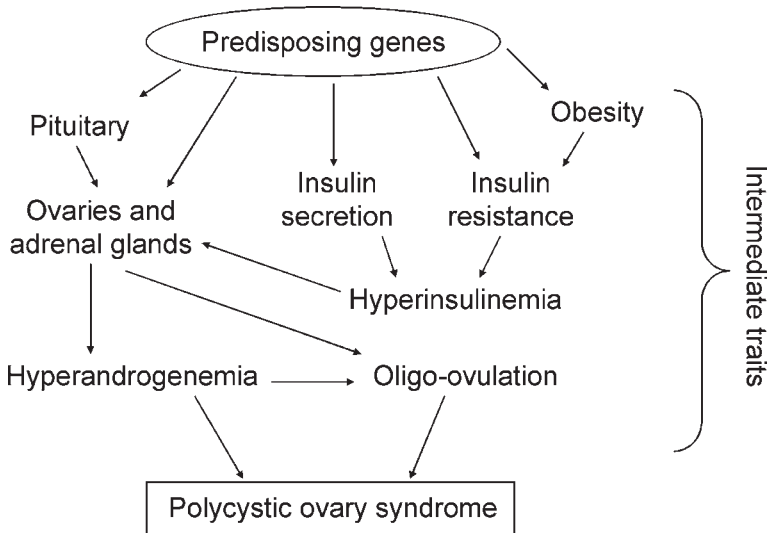 Predisposing genes
Pituitary
Obesity
Ovaries and
adrenal glands
Insulin
secretion
Insulin
resistance
Hyperinsulinemia
Hyperandrogenemia
Oligo-ovulation
Polycystic ovary syndrome
Intermediate traits